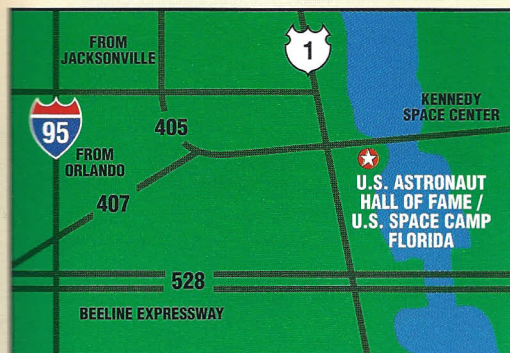 FROM
JACKSONVILLE
1
95
405
KENNEDY
SPACE CENTER
FROM
ORLANDO
U.S. ASTRONAUT
HALL OF FAME /
U.S. SPACE CAMP
FLORIDA
407
528
BEELINE EXPRESSWAY